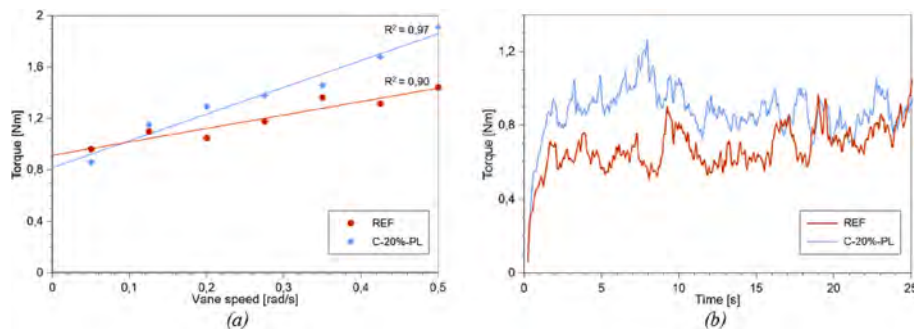 2
1,6
1,2
0,8
0,4
0
Torque [Nm]
R² = 0,97
R² = 0,90
REF
C-20%-PL
0 0,1 0,2 0,3 0,4 0,5
Vane speed [rad/s]
(a)
1,2
0,8
0,4
0
Torque [Nm]
REF
C-20%-PL
0 5 10 15 20 25
Time [s]
(b)